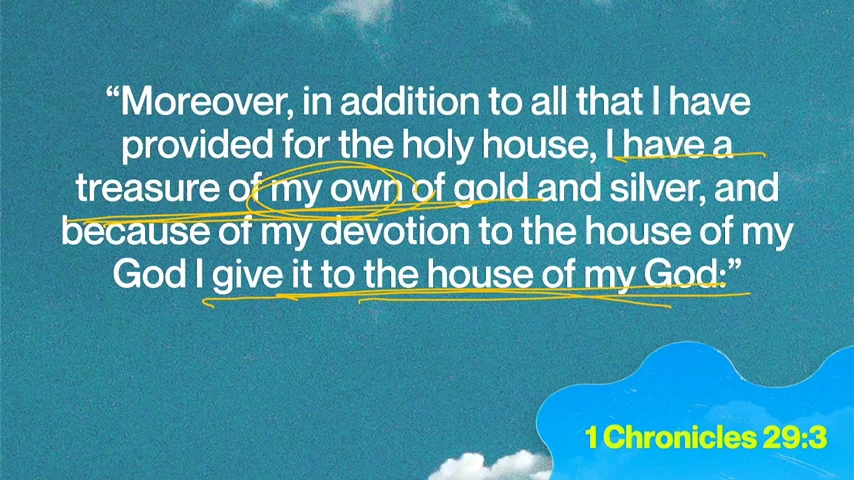 “Moreover, in addition to all that I have
provided for the holy house, I have a
treasure of my own of gold and silver, and
because of my devotion to the house of my
God I give it to the house of my God:”
1 Chronicles 29:3